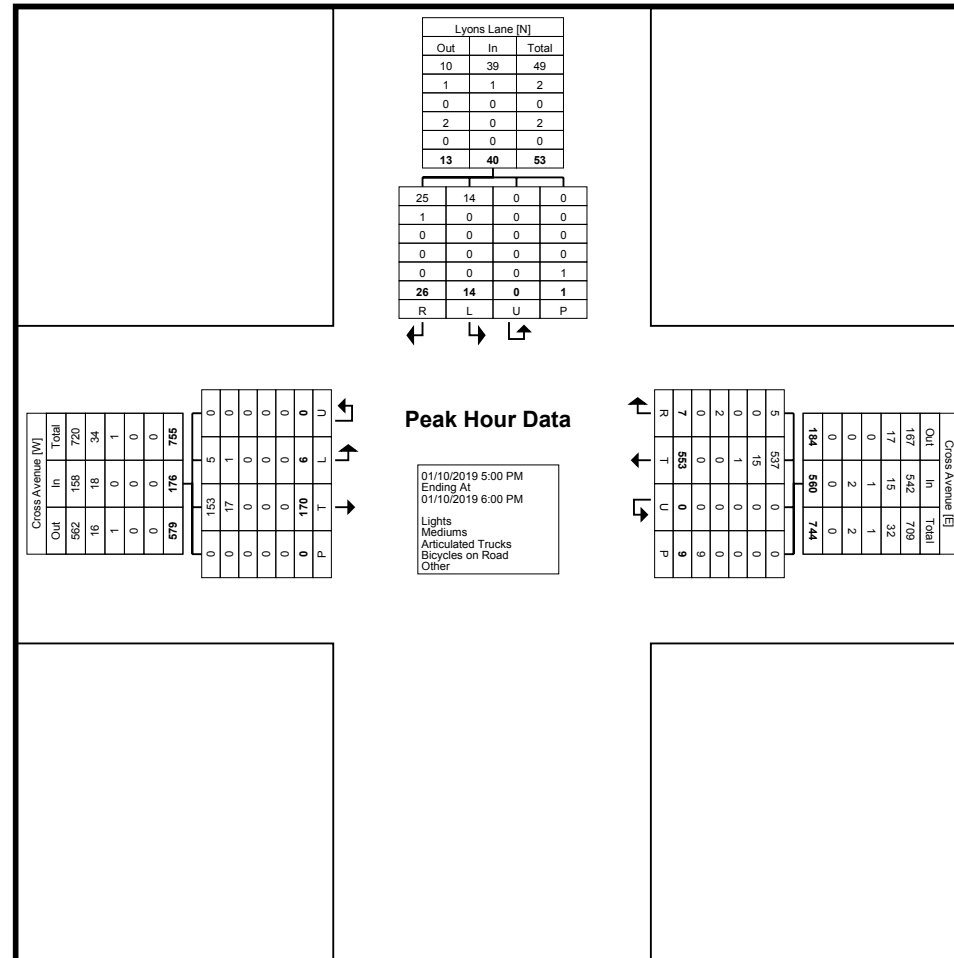 Lyons Lane [N]
Out In Total
10 39 49
1 1 2
0 0 0
2 0 2
0 0 0
13 40 53
25 14 0 0
1 0 0 0
0 0 0 0
0 0 0 0
0 0 0 1
26 14 0 1
R L U P
Cross Avenue [W]
Total 720 34 1 0 0 755
In 158 18 0 0 0 176
Out 562 16 1 0 0 579
0 0 0 0 0 0 U
5 1 0 0 0 6 L
153 17 0 0 0 170 T
0 0 0 0 0 0 P
Peak Hour Data
01/10/2019 5:00 PM
Ending At
01/10/2019 6:00 PM
Lights
Mediums
Articulated Trucks
Bicycles on Road
Other
R 7 0 2 0 0 5
T 553 0 0 1 15 537
U 0 0 0 0 0 0
P 9 9 0 0 0 0
Cross Avenue [E]
Out In Total
167 542 709
17 15 32
0 1 1
0 2 2
0 0 0
184 560 744